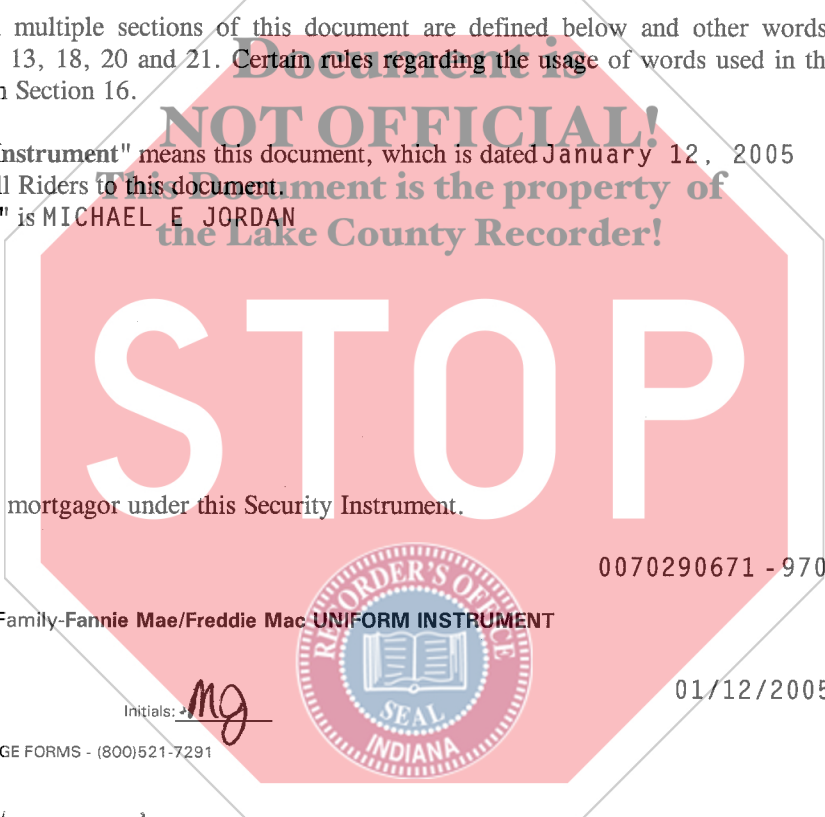 multiple sections of this document are defined below and other words
13, 18, 20 and 21. Certain rules regarding the usage of words used in th
Document is
n Section 16.
NOT OFFICIAL!
Instrument" means this document, which is dated January 12, 2005
ll Riders to this document.
This Document is the property of
" is MICHAEL E JORDAN
the Lake County Recorder!
STOP
mortgagor under this Security Instrument.
0070290671 - 970
RECORDER'S OFFICE
Family-Fannie Mae/Freddie Mac UNIFORM INSTRUMENT
01/12/2005
Initials: MJ
SEAL
INDIANA
GE FORMS - (800)521-7291